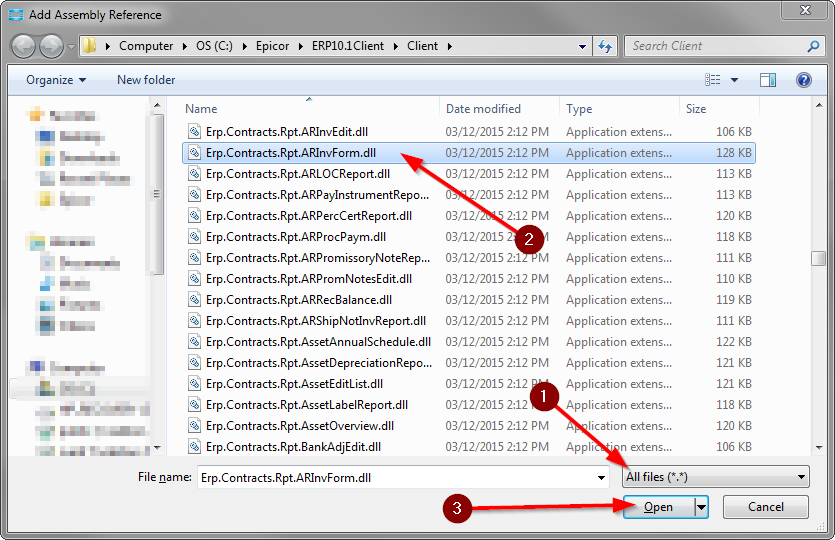 Add Assembly Reference
Computer OS (C:) Epicor ERP10.1Client Client Search Client
Organize New folder
Name Date modified Type Size
Erp.Contracts.Rpt.ARInvEdit.dll 03/12/2015 2:12 PM Application extens... 106 KB
Erp.Contracts.Rpt.ARInvForm.dll 03/12/2015 2:12 PM Application extens... 128 KB
Erp.Contracts.Rpt.ARLOCReport.dll 03/12/2015 2:12 PM Application extens... 113 KB
Erp.Contracts.Rpt.ARPayInstrumentRepo... 03/12/2015 2:12 PM Application extens... 113 KB
Erp.Contracts.Rpt.ARPercCertReport.dll 03/12/2015 2:12 PM Application extens... 120 KB
Erp.Contracts.Rpt.ARProcPaym.dll 03/12/2015 2:12 PM Application extens... 118 KB
2
Erp.Contracts.Rpt.ARPromissoryNoteRep... 03/12/2015 2:12 PM Application extens... 111 KB
Erp.Contracts.Rpt.ARPromNotesEdit.dll 03/12/2015 2:12 PM Application extens... 110 KB
Erp.Contracts.Rpt.ARRecBalance.dll 03/12/2015 2:12 PM Application extens... 119 KB
Erp.Contracts.Rpt.ARShipNotInvReport.dll 03/12/2015 2:12 PM Application extens... 111 KB
Erp.Contracts.Rpt.AssetAnnualSchedule.dll 03/12/2015 2:12 PM Application extens... 122 KB
Erp.Contracts.Rpt.AssetDepreciationRepo... 03/12/2015 2:12 PM Application extens... 121 KB
Erp.Contracts.Rpt.AssetEditList.dll 03/12/2015 2:12 PM Application extens... 121 KB
1
Erp.Contracts.Rpt.AssetLabelReport.dll 03/12/2015 2:12 PM Application extens... 118 KB
Erp.Contracts.Rpt.AssetOverview.dll 03/12/2015 2:12 PM Application extens... 120 KB
Erp.Contracts.Rpt.BankAdjEdit.dll 03/12/2015 2:12 PM Application extens... 106 KB
File name: Erp.Contracts.Rpt.ARInvForm.dll All files (*.*)
3 Open Cancel